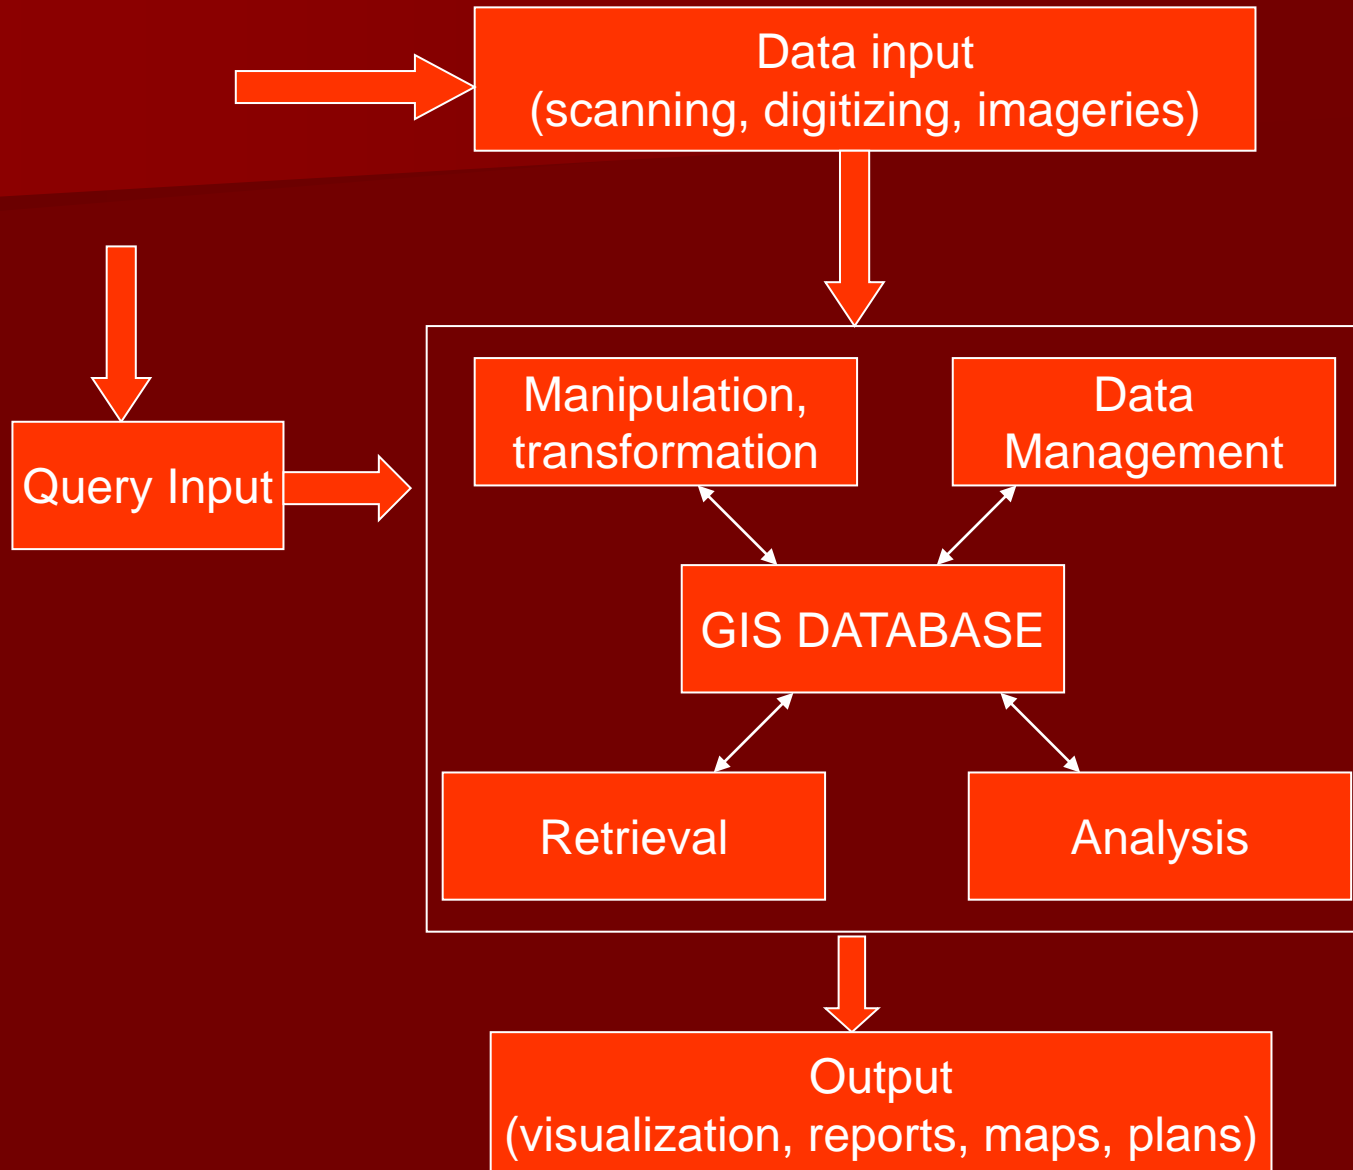 Data input
(scanning, digitizing, imageries)
Manipulation,
transformation
Data
Management
Query Input
GIS DATABASE
Retrieval
Analysis
Output
(visualization, reports, maps, plans)